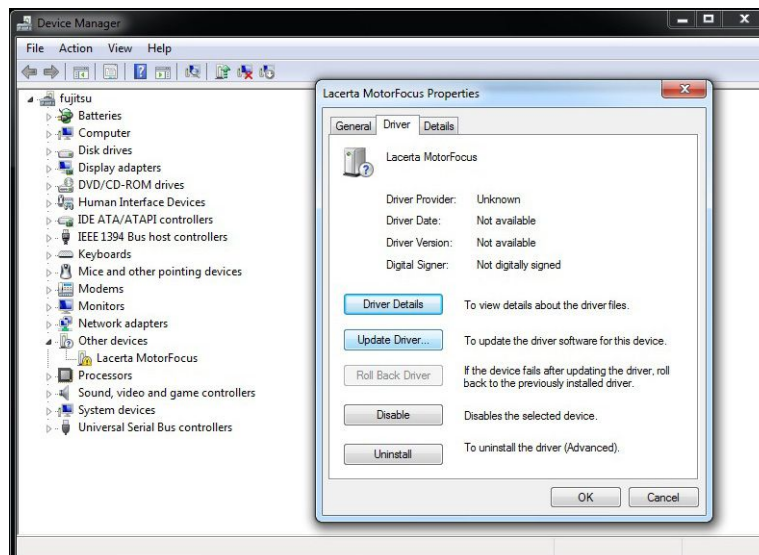 Device Manager
File Action View Help
fujitsu
Batteries
Computer
Disk drives
Display adapters
DVD/CD-ROM drives
Human Interface Devices
IDE ATA/ATAPI controllers
IEEE 1394 Bus host controllers
Keyboards
Mice and other pointing devices
Modems
Monitors
Network adapters
Other devices
Lacerta MotorFocus
Processors
Sound, video and game controllers
System devices
Universal Serial Bus controllers
Lacerta MotorFocus Properties
General Driver Details
Lacerta MotorFocus
Driver Provider: Unknown
Driver Date: Not available
Driver Version: Not available
Digital Signer: Not digitally signed
Driver Details To view details about the driver files.
Update Driver... To update the driver software for this device.
Roll Back Driver If the device fails after updating the driver, roll
back to the previously installed driver.
Disable Disables the selected device.
Uninstall To uninstall the driver (Advanced).
OK Cancel